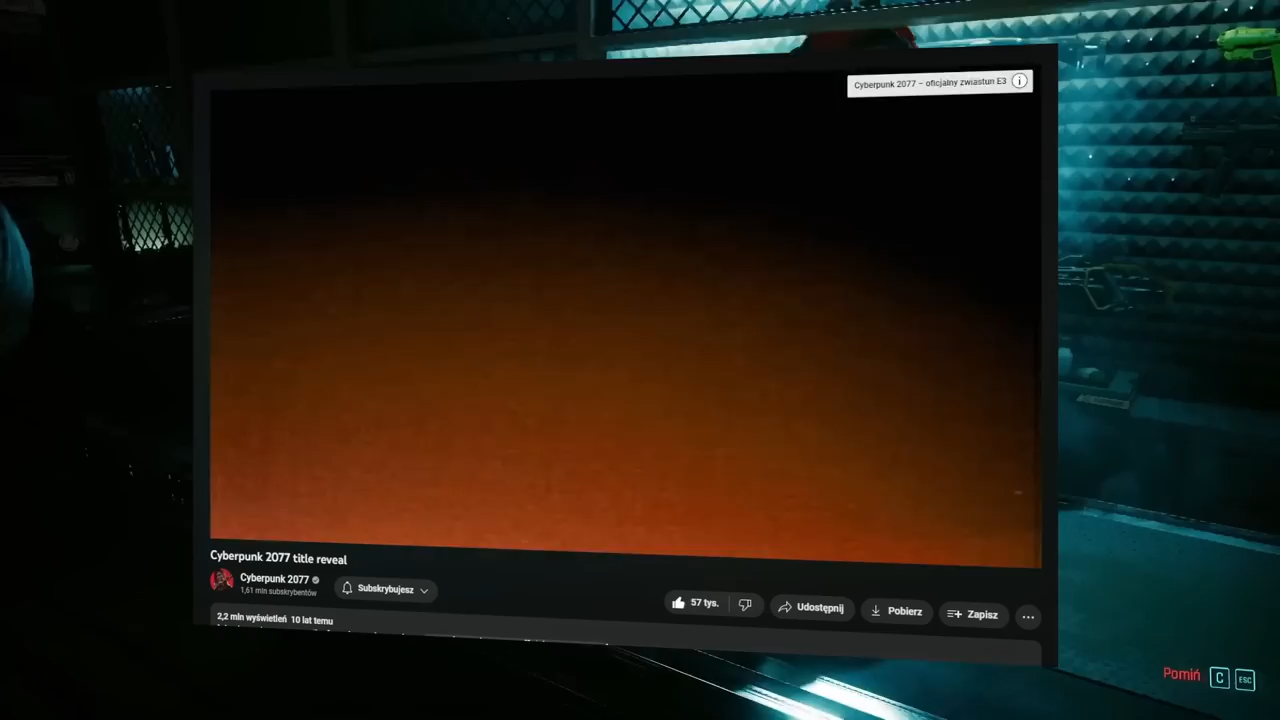 Cyberpunk 2077 – oficjalny zwiastun E3
Cyberpunk 2077 title reveal
Cyberpunk 2077
1,61 mln subskrybentów
Subskrybujesz
57 tys.
Udostępnij
Pobierz
Zapisz
2,2 mln wyświetleń 10 lat temu
Pomiń C ESC